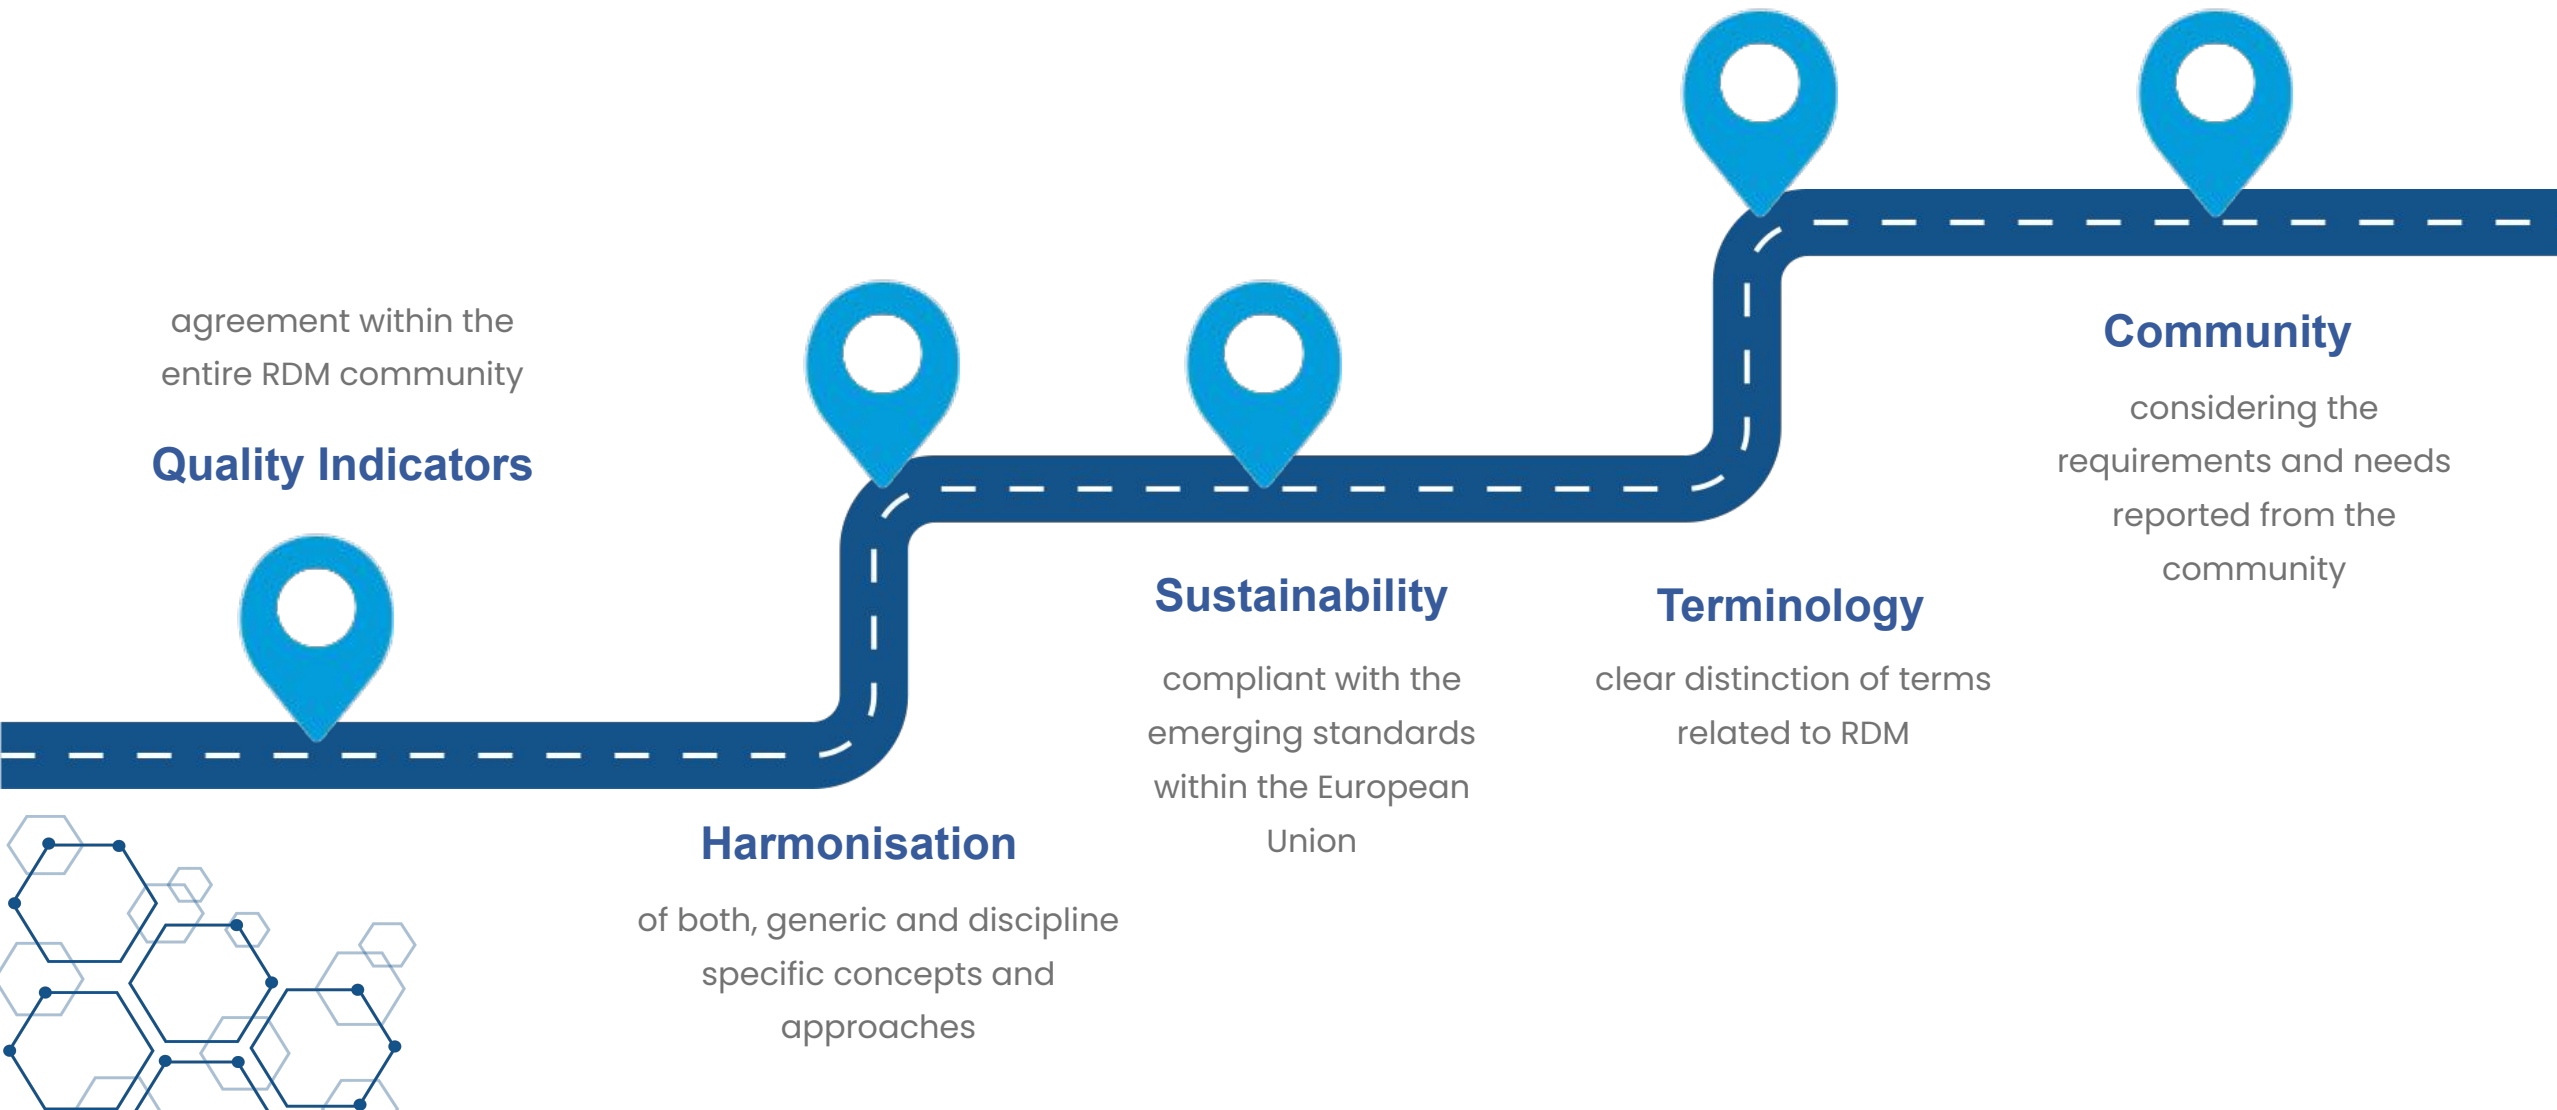 agreement within the
entire RDM community
Quality Indicators
Harmonisation
of both, generic and discipline
specific concepts and
approaches
Sustainability
compliant with the
emerging standards
within the European
Union
Terminology
clear distinction of terms
related to RDM
Community
considering the
requirements and needs
reported from the
community